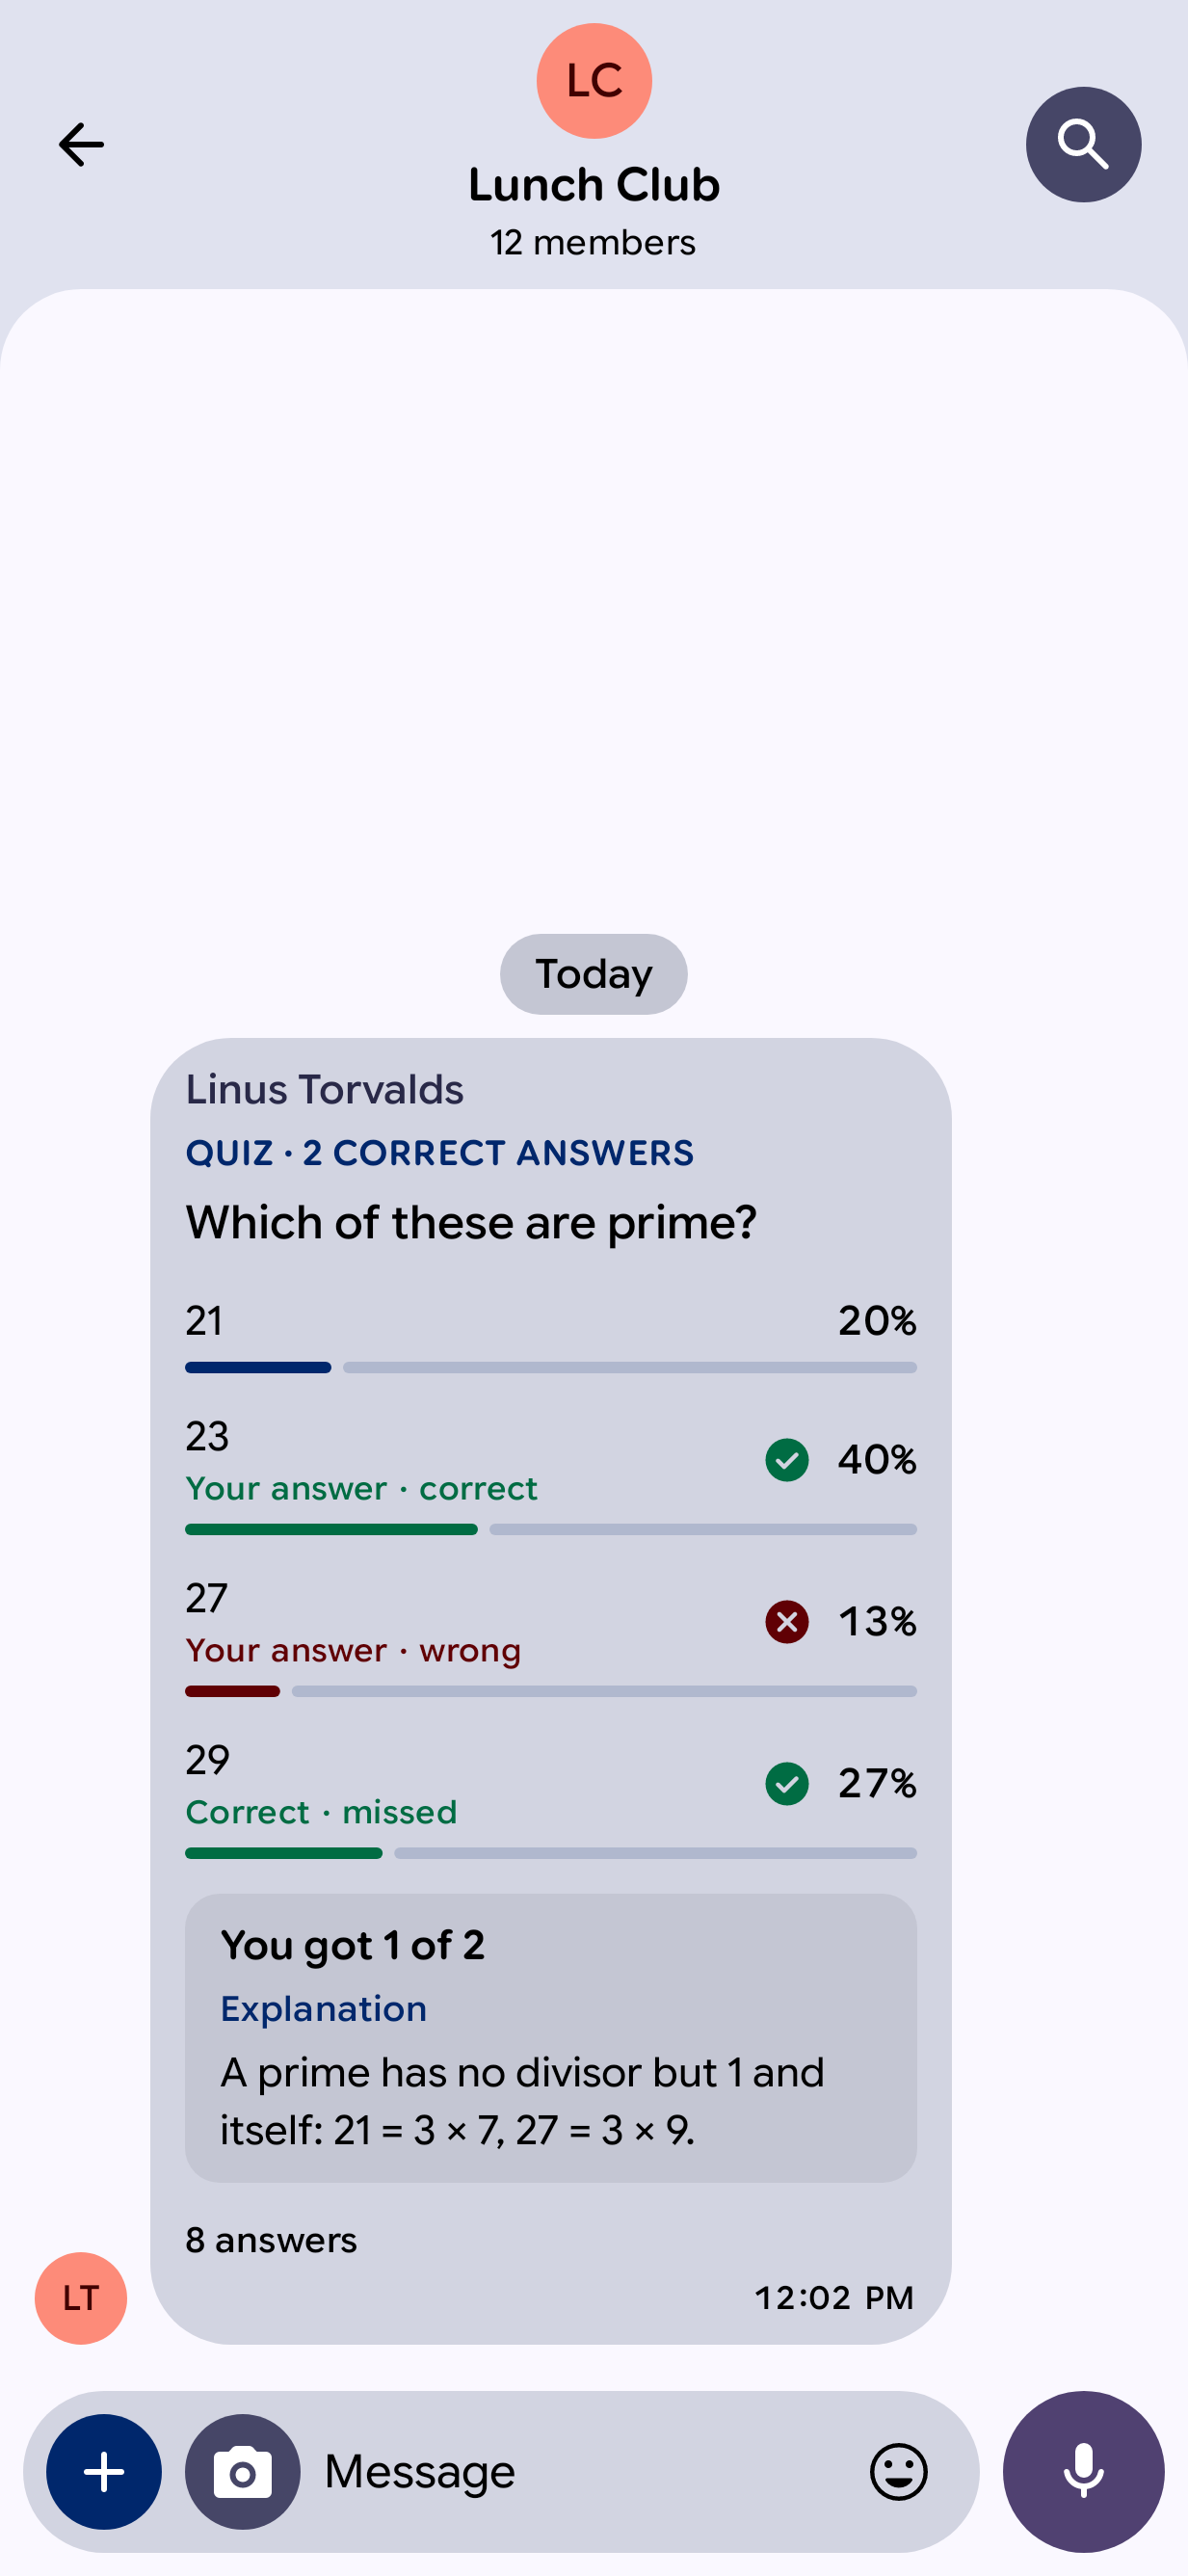 LC
Lunch Club
12 members
Today
Linus Torvalds
QUIZ · 2 CORRECT ANSWERS
Which of these are prime?
21 20%
23
Your answer · correct 40%
27
Your answer · wrong 13%
29
Correct · missed 27%
You got 1 of 2
Explanation
A prime has no divisor but 1 and
itself: 21 = 3 × 7, 27 = 3 × 9.
8 answers
LT
12:02 PM
Message